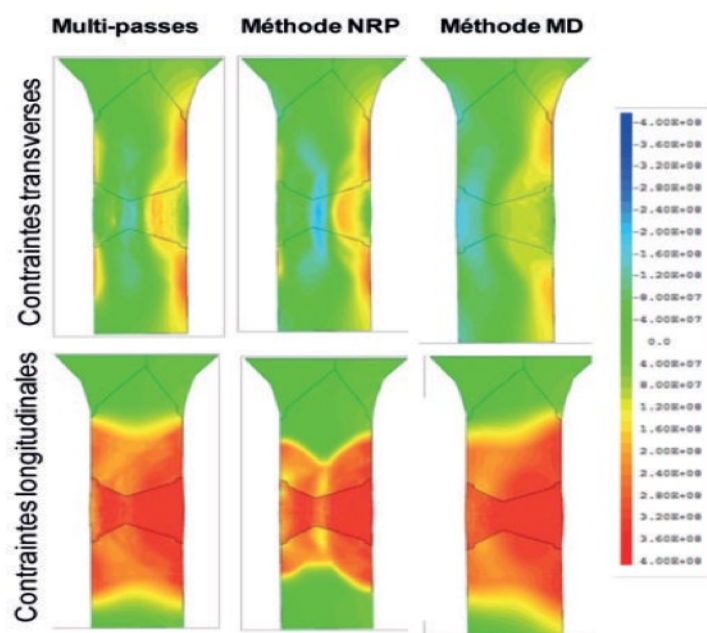 Multi-passes
Méthode NRP
Méthode MD
Contraintes transverses
Contraintes longitudinales
-4.00E+08
-3.60E+08
-3.20E+08
-2.80E+08
-2.40E+08
-2.00E+08
-1.60E+08
-1.20E+08
-8.00E+07
-4.00E+07
0.0
4.00E+07
8.00E+07
1.20E+08
1.60E+08
2.00E+08
2.40E+08
2.80E+08
3.20E+08
3.60E+08
4.00E+08